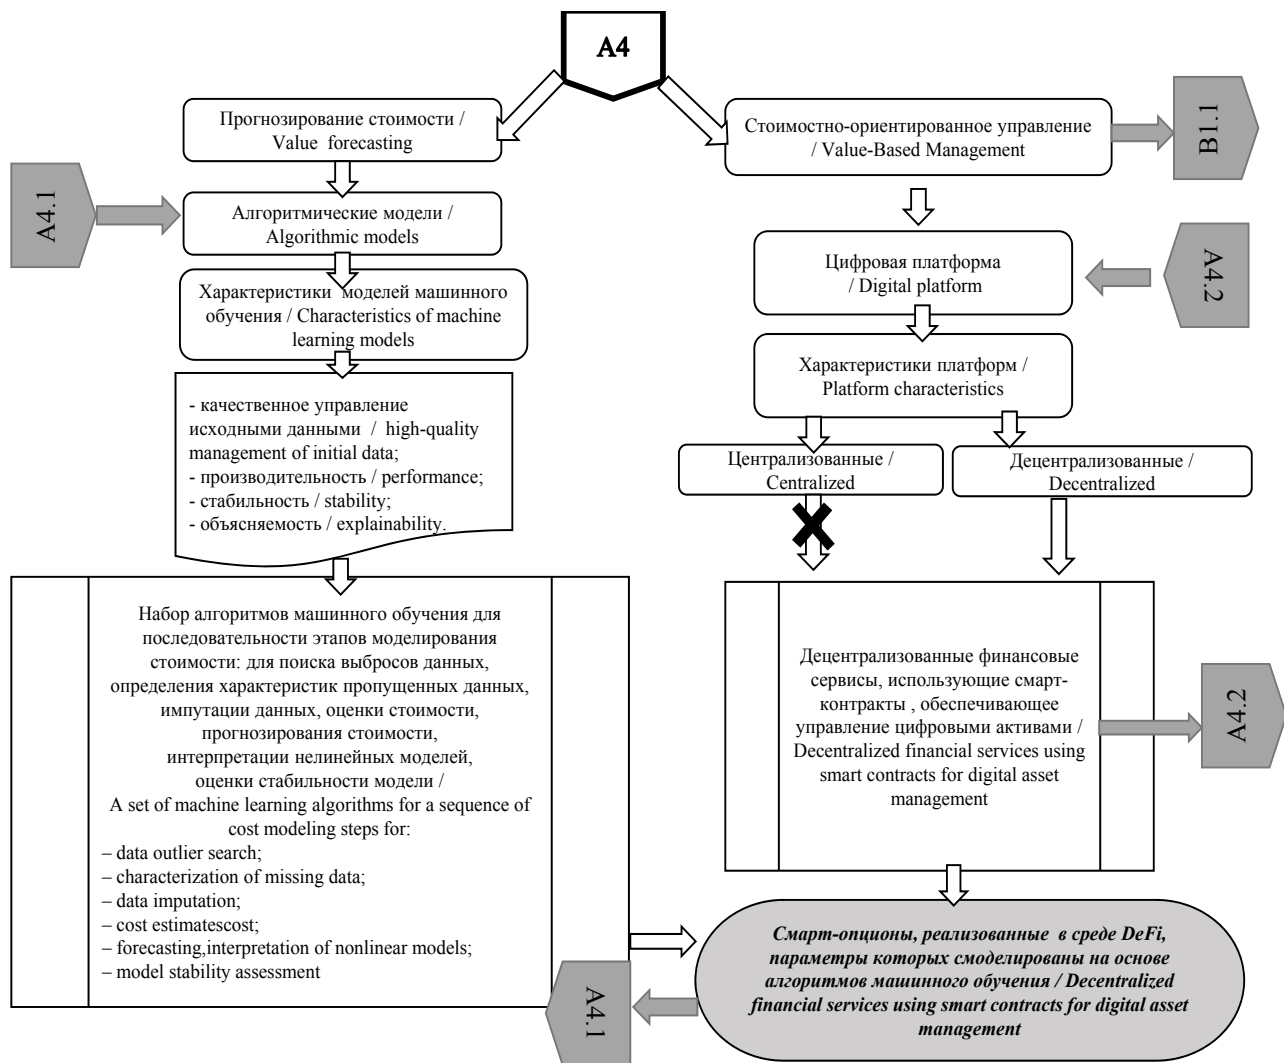 A4
Прогнозирование стоимости /
Value forecasting
A4.1
Алгоритмические модели /
Algorithmic models
Характеристики моделей машинного
обучения / Characteristics of machine
learning models
- качественное управление
исходными данными / high-quality
management of initial data;
- производительность / performance;
- стабильность / stability;
- объясняемость / explainability.
Набор алгоритмов машинного обучения для
последовательности этапов моделирования
стоимости: для поиска выбросов данных,
определения характеристик пропущенных данных,
импутации данных, оценки стоимости,
прогнозирования стоимости,
интерпретации нелинейных моделей,
оценки стабильности модели /
A set of machine learning algorithms for a sequence of
cost modeling steps for:
– data outlier search;
– characterization of missing data;
– data imputation;
– cost estimatescost;
– forecasting,interpretation of nonlinear models;
– model stability assessment
A4.1
Стоимостно-ориентированное управление
/ Value-Based Management
B1.1
Цифровая платформа
/ Digital platform
A4.2
Характеристики платформ /
Platform characteristics
Централизованные /
Centralized
Децентрализованные /
Decentralized
Децентрализованные финансовые
сервисы, использующие смарт-
контракты , обеспечивающее
управление цифровыми активами /
Decentralized financial services using
smart contracts for digital asset
management
A4.2
Смарт-опционы, реализованные в среде DeFi,
параметры которых смоделированы на основе
алгоритмов машинного обучения / Decentralized
financial services using smart contracts for digital asset
management